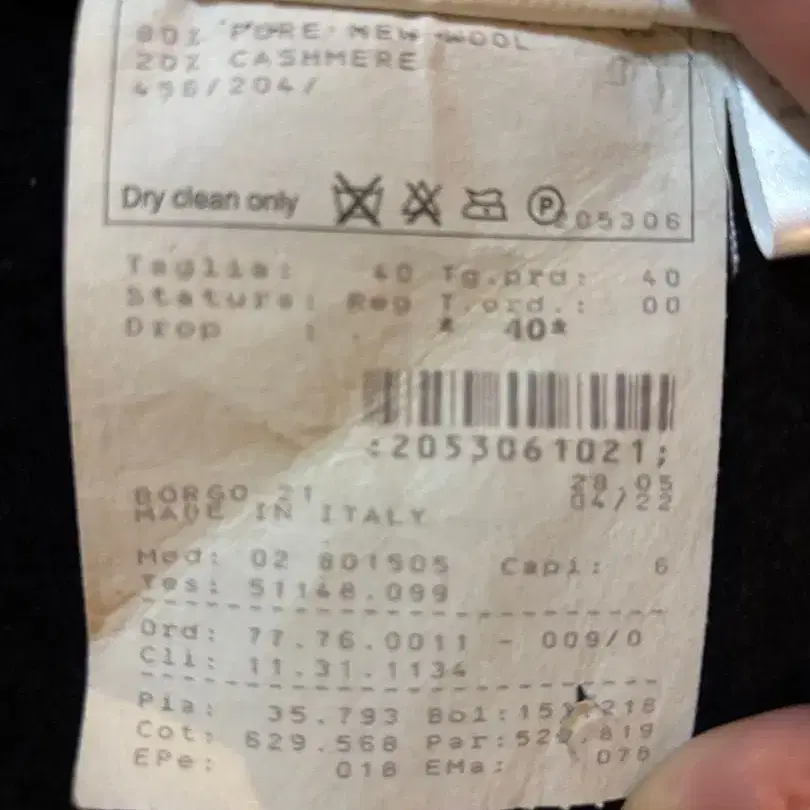 80% PURE NEW WOOL
20% CASHMERE
456/204/
Dry clean only P 205306
Taglia: 40 Tg.prd: 40
Statura: Reg T.ord.: 00
Drop : * 40*
:2053061021;
28.05
BORGO 21 04/22
MADE IN ITALY
Mod: 02 801505 Capi: 6
Tes: 51148.099
Ord: 77.76.0011 - 009/0
Cli: 11.31.1134
Pia: 35.793 Bol:
Cot: 629.568 Par:
EPe: 018 EMa: 076